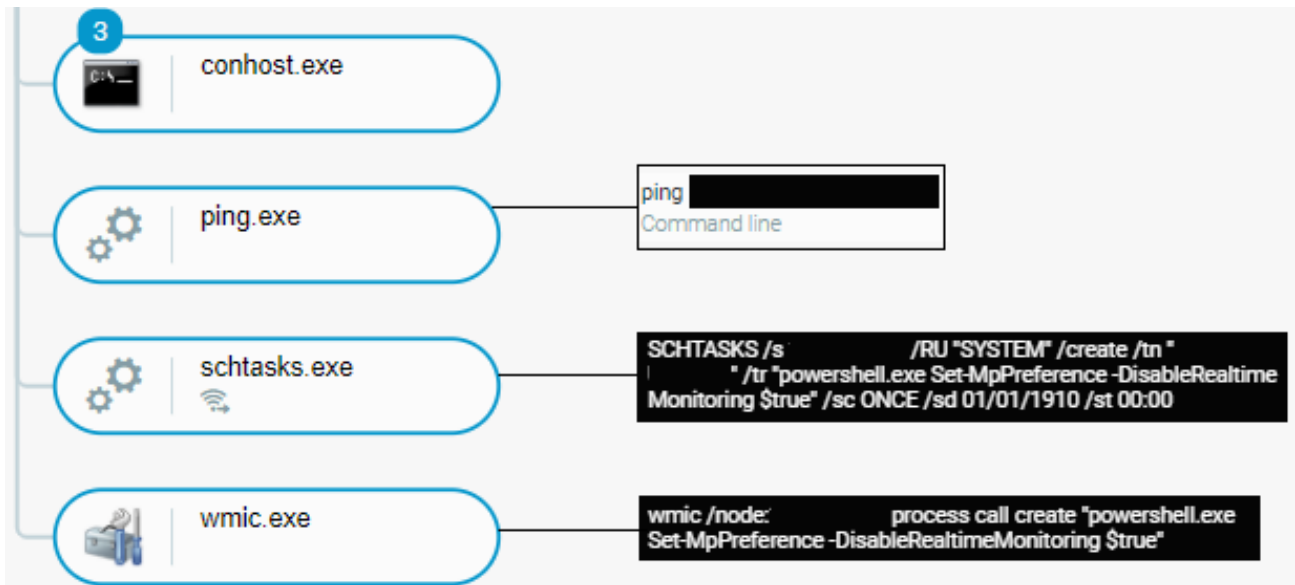 3
C:\_
conhost.exe
ping.exe
ping
Command line
schtasks.exe
SCHTASKS /s /RU "SYSTEM" /create /tn "
" /tr "powershell.exe Set-MpPreference -DisableRealtime
Monitoring $true" /sc ONCE /sd 01/01/1910 /st 00:00
wmic.exe
wmic /node: process call create "powershell.exe
Set-MpPreference -DisableRealtimeMonitoring $true"